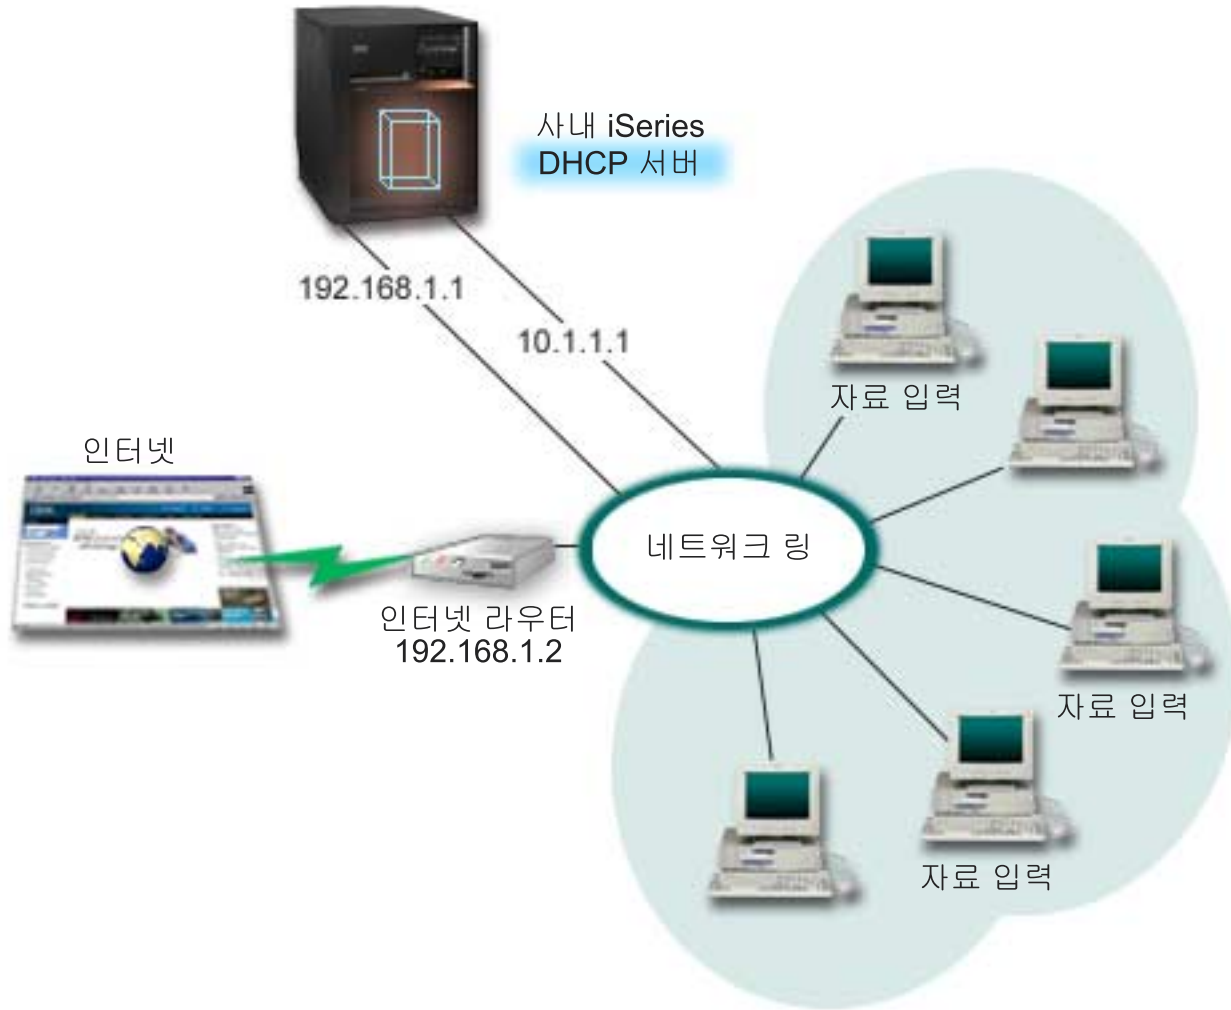 사내 iSeries
DHCP 서버
192.168.1.1
10.1.1.1
자료 입력
인터넷
네트워크 링
인터넷 라우터
192.168.1.2
자료 입력
자료 입력